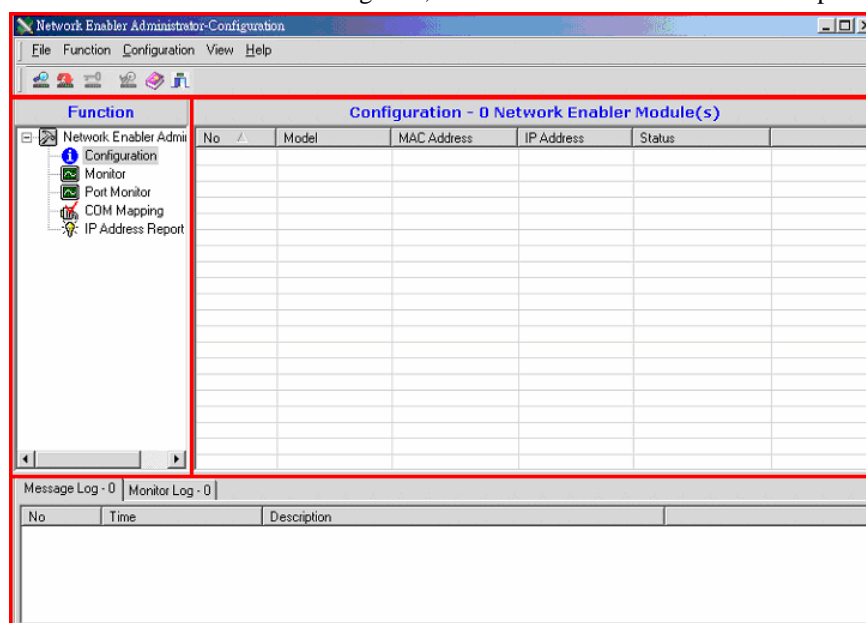 Network Enabler Administrator-Configuration
File Function Configuration View Help
Function
Configuration - 0 Network Enabler Module(s)
Network Enabler Admi
Configuration
Monitor
Port Monitor
COM Mapping
IP Address Report
No Model MAC Address IP Address Status
Message Log - 0 Monitor Log - 0
No Time Description